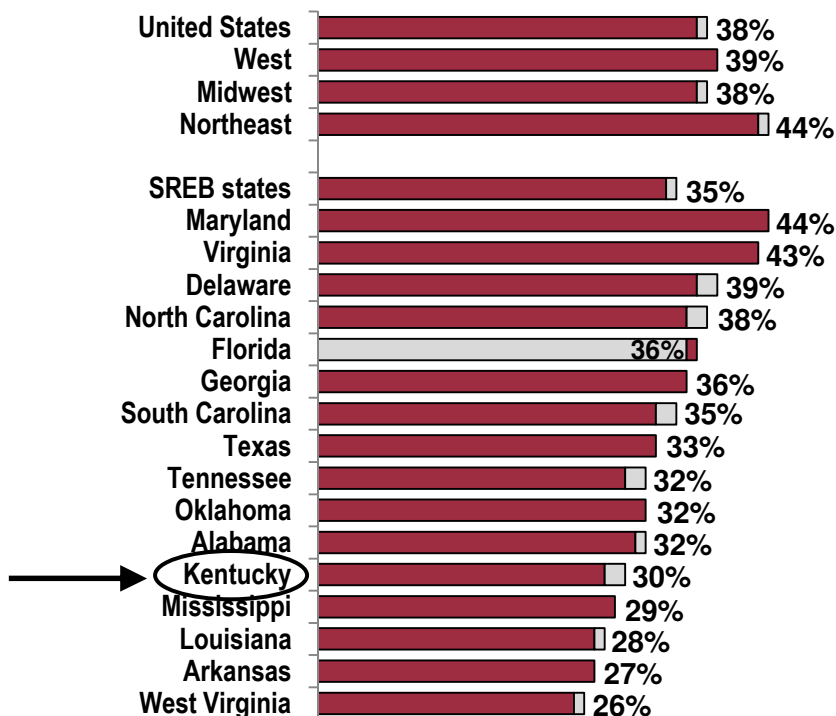 United States 38%
West 39%
Midwest 38%
Northeast 44%
SREB states 35%
Maryland 44%
Virginia 43%
Delaware 39%
North Carolina 38%
Florida 36%
Georgia 36%
South Carolina 35%
Texas 33%
Tennessee 32%
Oklahoma 32%
Alabama 32%
Kentucky 30%
Mississippi 29%
Louisiana 28%
Arkansas 27%
West Virginia 26%